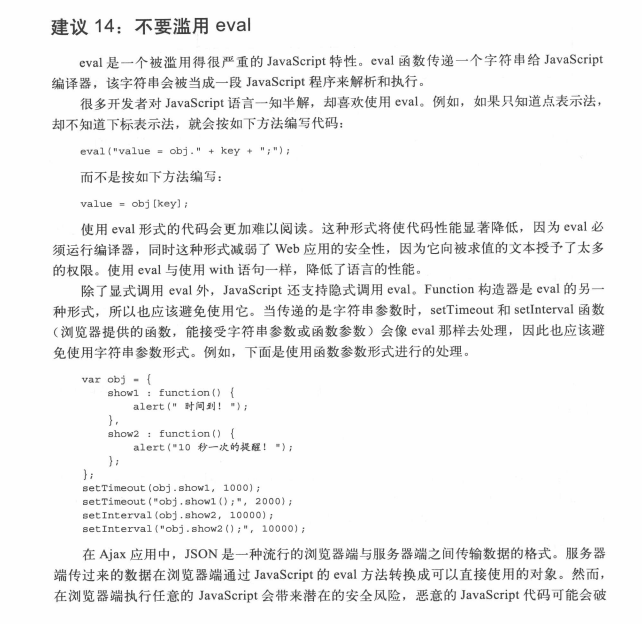 建议 14：不要滥用 eval
eval 是一个被滥用得很严重的 JavaScript 特性。eval 函数传递一个字符串给 JavaScript
编译器，该字符串会被当成一段 JavaScript 程序来解析和执行。
很多开发者对 JavaScript 语言一知半解，却喜欢使用 eval。例如，如果只知道点表示法，
却不知道下标表示法，就会按如下方法编写代码：
eval("value = obj." + key + ";");
而不是按如下方法编写：
value = obj[key];
使用 eval 形式的代码会更加难以阅读。这种形式将使代码性能显著降低，因为 eval 必
须运行编译器，同时这种形式减弱了 Web 应用的安全性，因为它向被求值的文本授予了太多
的权限。使用 eval 与使用 with 语句一样，降低了语言的性能。
除了显式调用 eval 外，JavaScript 还支持隐式调用 eval。Function 构造器是 eval 的另一
种形式，所以也应该避免使用它。当传递的是字符串参数时，setTimeout 和 setInterval 函数
（浏览器提供的函数，能接受字符串参数或函数参数）会像 eval 那样去处理，因此也应该避
免使用字符串参数形式。例如，下面是使用函数参数形式进行的处理。
var obj = {
show1 : function() {
alert(" 时间到！ ");
},
show2 : function() {
alert("10 秒一次的提醒！ ");
};
};
setTimeout(obj.show1, 1000);
setTimeout("obj.show1();", 2000);
setInterval(obj.show2, 10000);
setInterval("obj.show2();", 10000);
在 Ajax 应用中，JSON 是一种流行的浏览器端与服务器端之间传输数据的格式。服务器
端传过来的数据在浏览器端通过 JavaScript 的 eval 方法转换成可以直接使用的对象。然而，
在浏览器端执行任意的 JavaScript 会带来潜在的安全风险，恶意的 JavaScript 代码可能会破